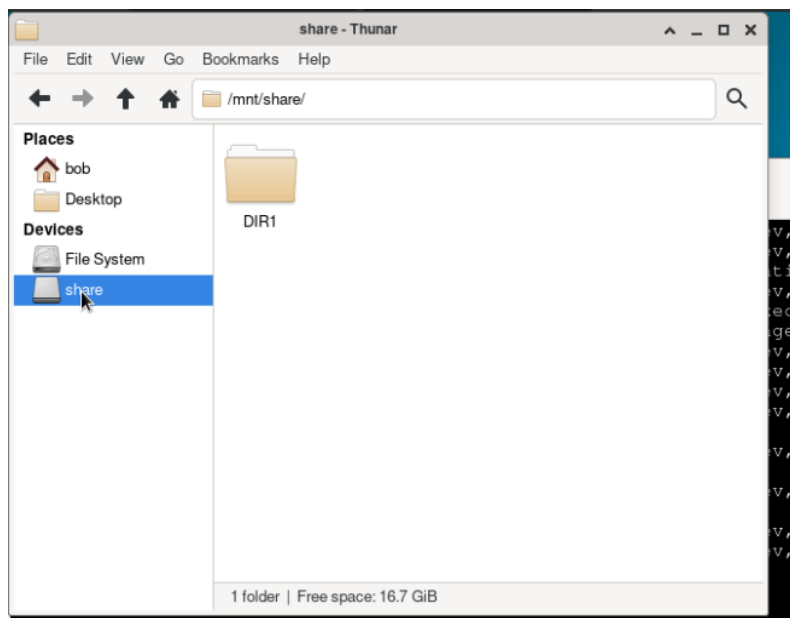 share - Thunar
File Edit View Go Bookmarks Help
/mnt/share/
Places
bob
Desktop
Devices
File System
share
DIR1
1 folder | Free space: 16.7 GiB